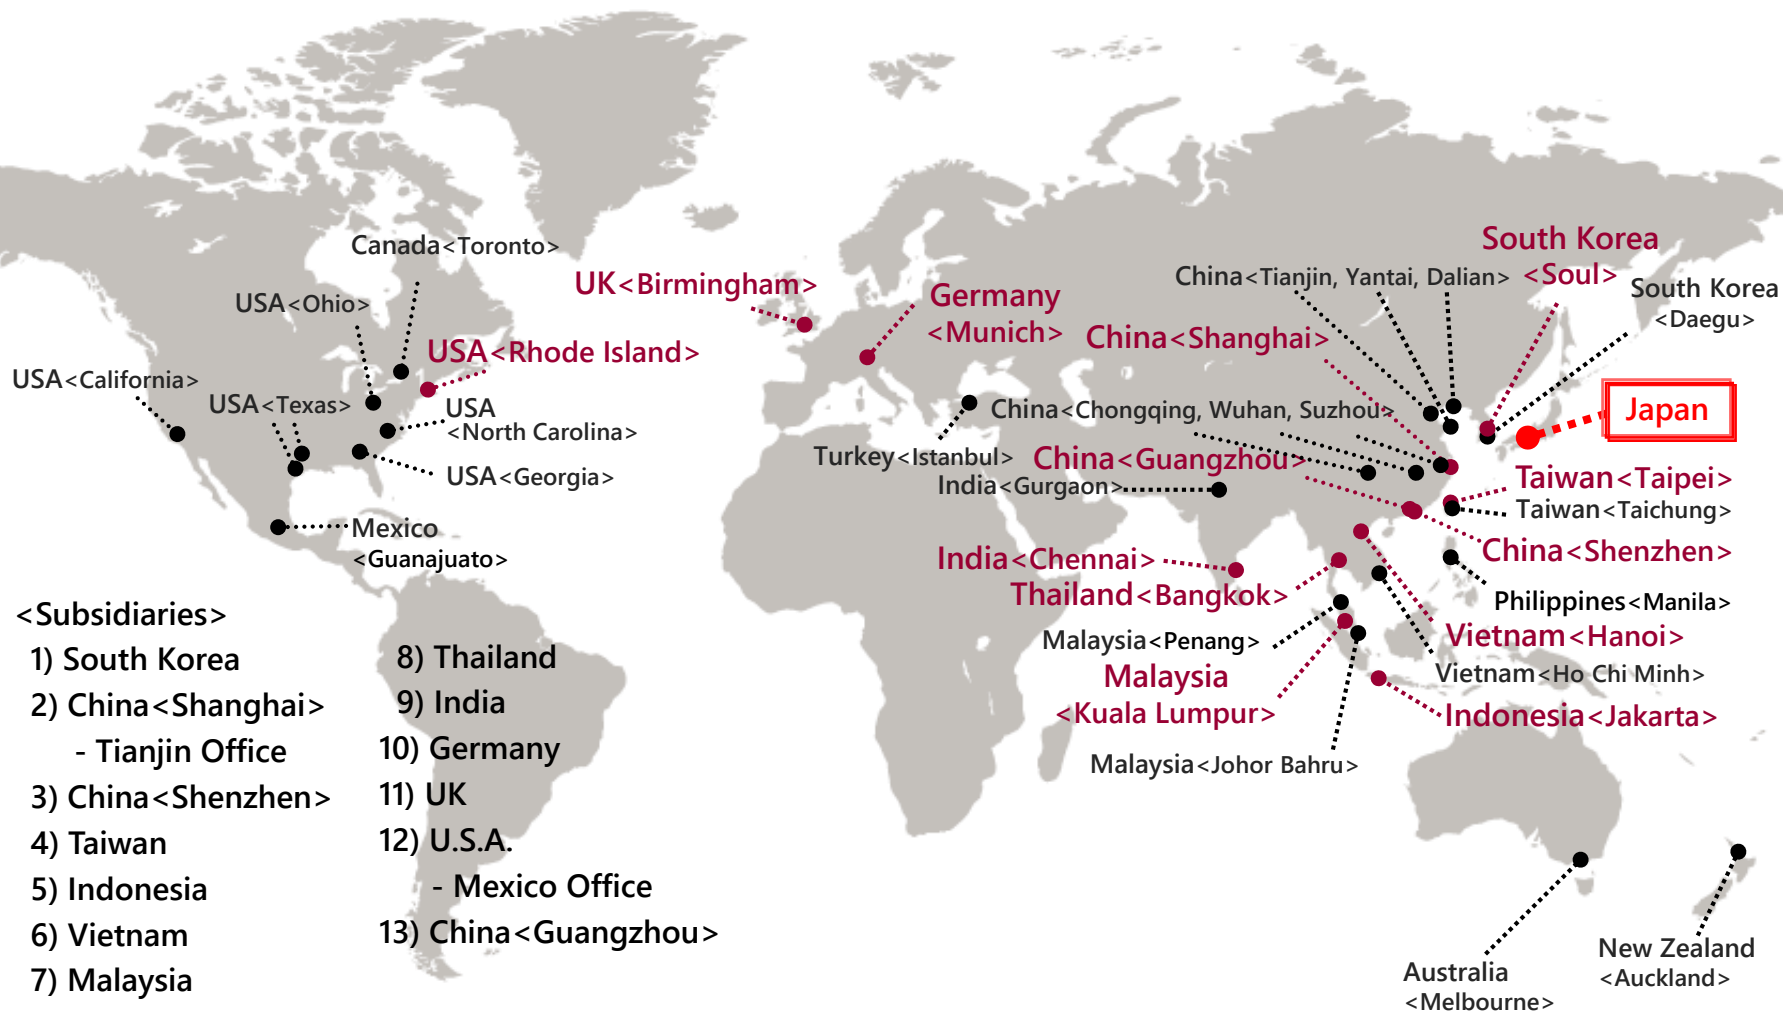 Canada<Toronto>
USA<Ohio>
USA<Rhode Island>
USA<California>
USA<Texas>
USA
<North Carolina>
USA<Georgia>
Mexico
<Guanajuato>
UK<Birmingham>
Germany
<Munich>
China<Tianjin, Yantai, Dalian>
South Korea
<Soul>
South Korea
<Daegu>
China<Shanghai>
Japan
China<Chongqing, Wuhan, Suzhou>
Turkey<Istanbul>
China<Guangzhou>
India<Gurgaon>
Taiwan<Taipei>
Taiwan<Taichung>
China<Shenzhen>
India<Chennai>
Thailand<Bangkok>
Philippines<Manila>
Malaysia<Penang>
Vietnam<Hanoi>
Vietnam<Ho Chi Minh>
Malaysia
<Kuala Lumpur>
Indonesia<Jakarta>
Malaysia<Johor Bahru>
Australia
<Melbourne>
New Zealand
<Auckland>
<Subsidiaries>
1) South Korea
2) China<Shanghai>
- Tianjin Office
3) China<Shenzhen>
4) Taiwan
5) Indonesia
6) Vietnam
7) Malaysia
8) Thailand
9) India
10) Germany
11) UK
12) U.S.A.
- Mexico Office
13) China<Guangzhou>